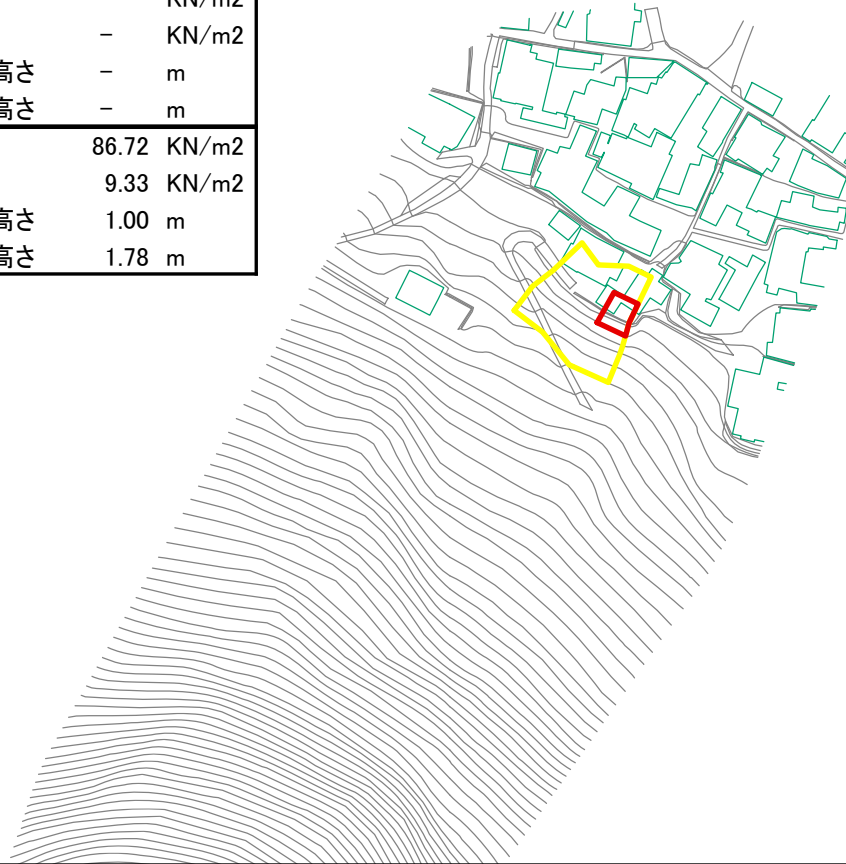 KN/m2
- KN/m2
高さ - m
高さ - m
86.72 KN/m2
9.33 KN/m2
高さ 1.00 m
高さ 1.78 m